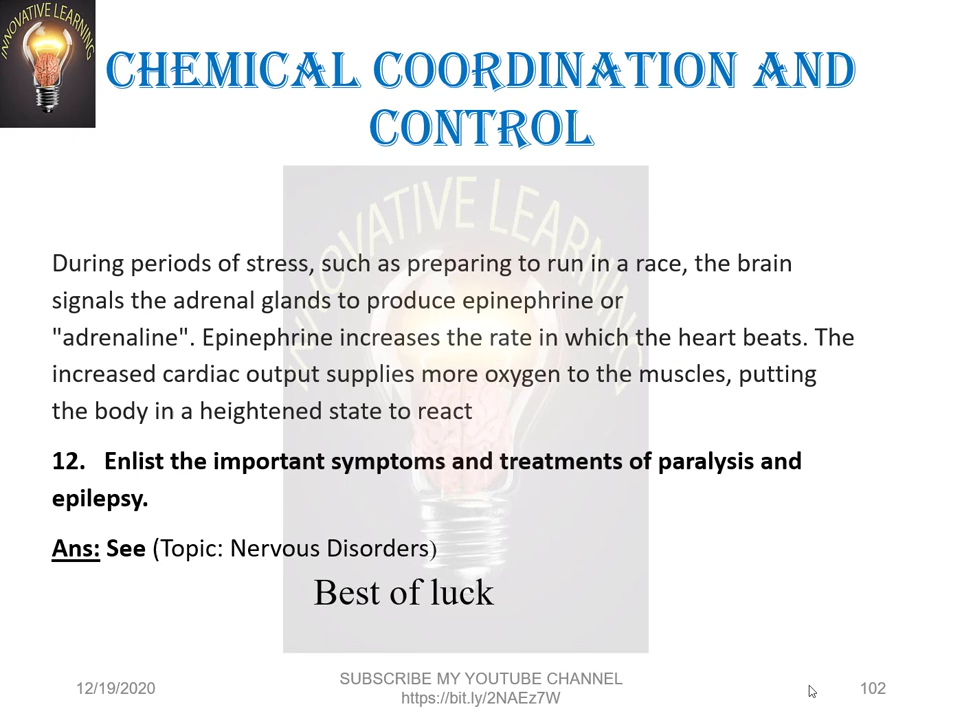 INNOVATIVE LEARNING
CHEMICAL COORDINATION AND
CONTROL
INNOVATIVE LEARNING
During periods of stress, such as preparing to run in a race, the brain
signals the adrenal glands to produce epinephrine or
"adrenaline". Epinephrine increases the rate in which the heart beats. The
increased cardiac output supplies more oxygen to the muscles, putting
the body in a heightened state to react
12. Enlist the important symptoms and treatments of paralysis and
epilepsy.
Ans: See (Topic: Nervous Disorders)
Best of luck
12/19/2020
SUBSCRIBE MY YOUTUBE CHANNEL
https://bit.ly/2NAEz7W
102